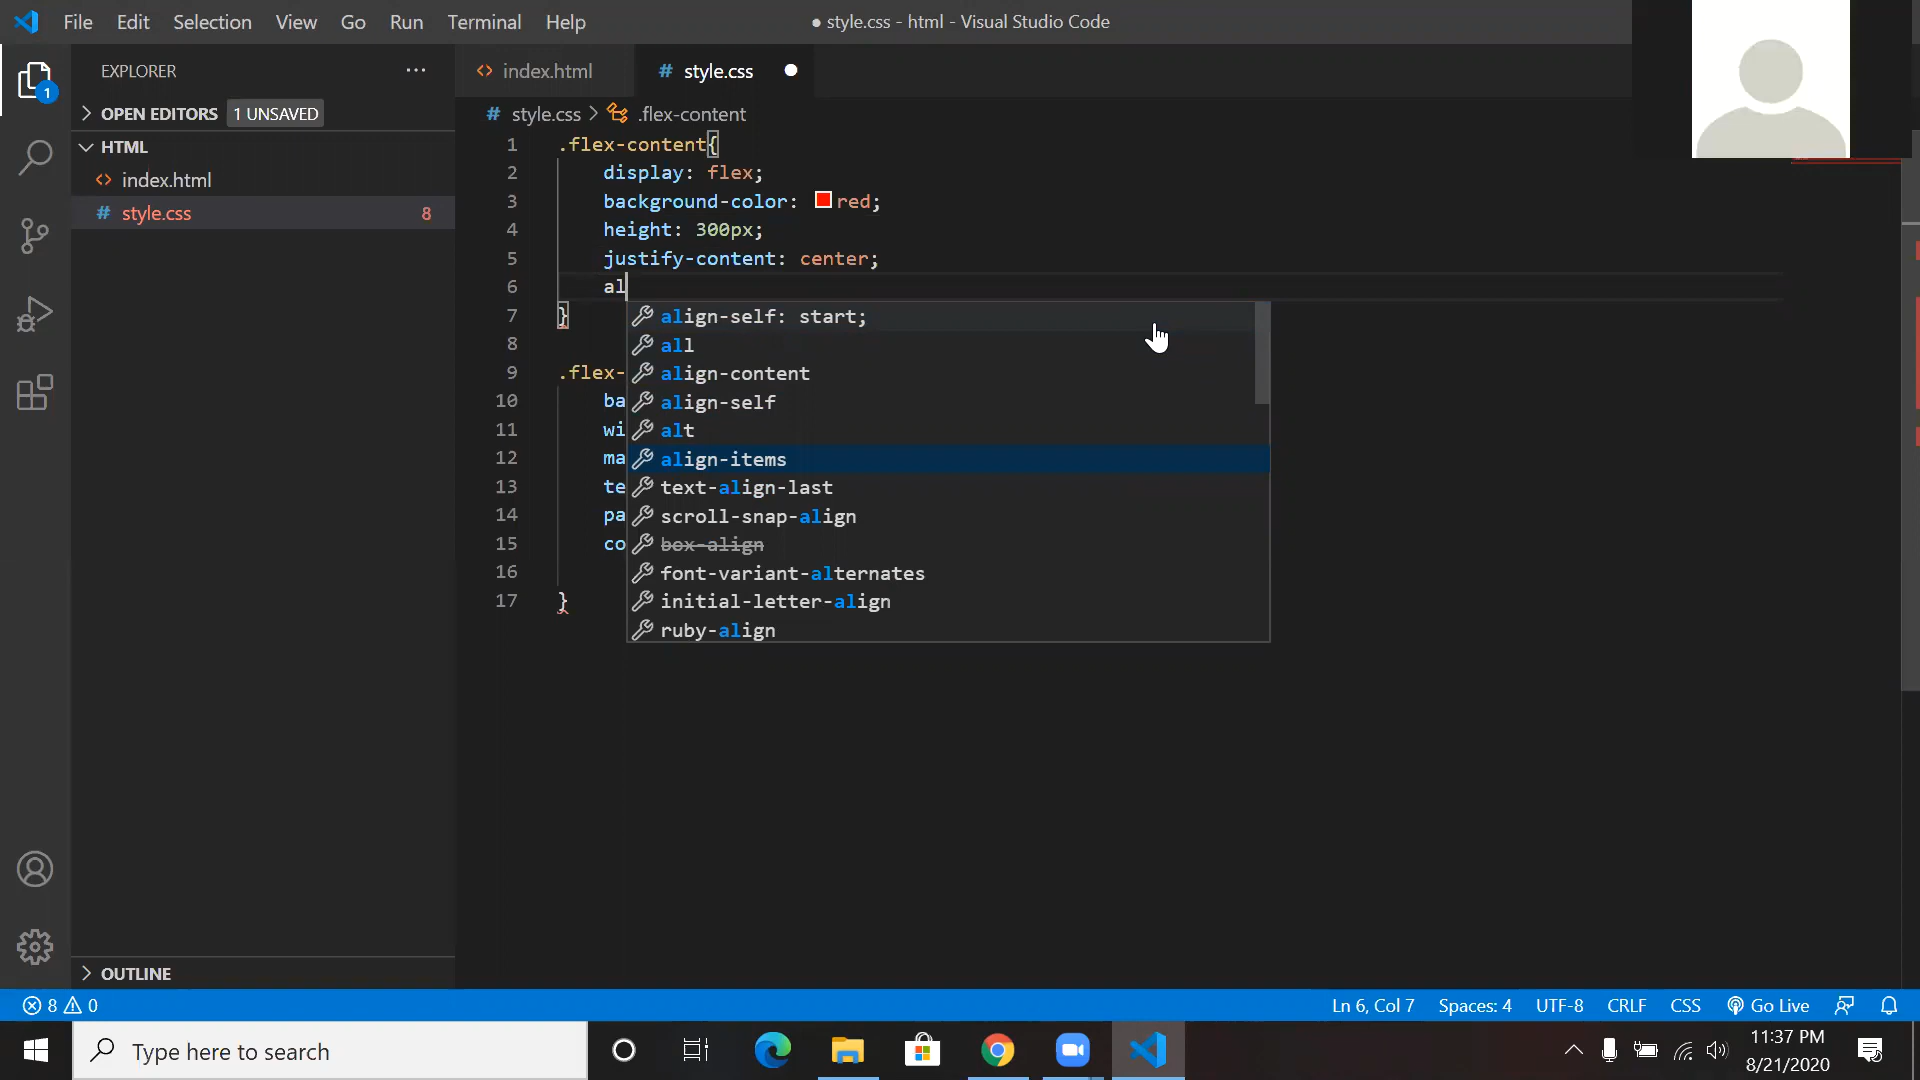 File Edit Selection View Go Run Terminal Help
● style.css - html - Visual Studio Code
EXPLORER ···
OPEN EDITORS 1 UNSAVED
HTML
<> index.html
# style.css 8
OUTLINE
<> index.html # style.css ●
# style.css > .flex-content
1 .flex-content{
2 display: flex;
3 background-color: red;
4 height: 300px;
5 justify-content: center;
6 al
7 }
8
9 .flex-
10 ba
11 wi
12 ma
13 te
14 pa
15 co
16
17 }
align-self: start;
all
align-content
align-self
alt
align-items
text-align-last
scroll-snap-align
box-align
font-variant-alternates
initial-letter-align
ruby-align
8 0
Ln 6, Col 7 Spaces: 4 UTF-8 CRLF CSS Go Live
Type here to search
11:37 PM
8/21/2020
1